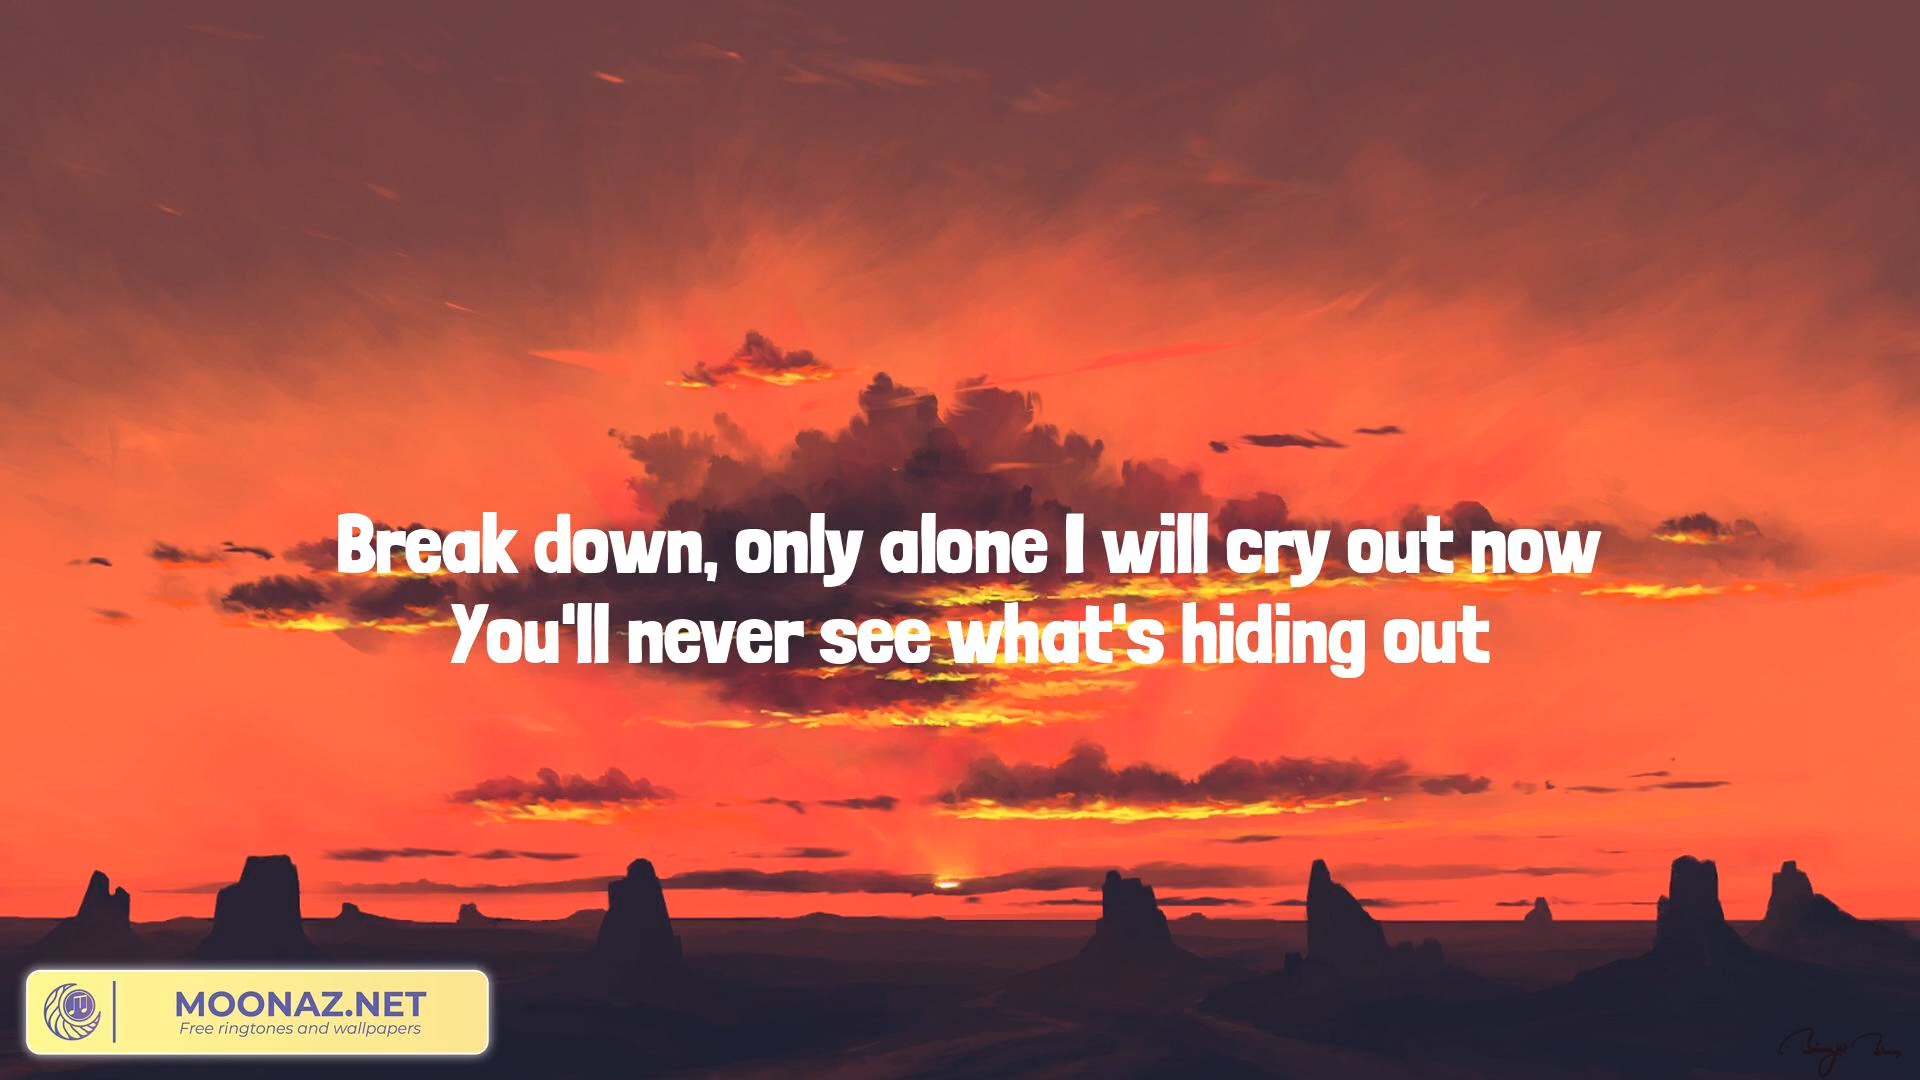 Break down, only alone I will cry out now
You'll never see what's hiding out
MOONAZ.NET
Free ringtones and wallpapers